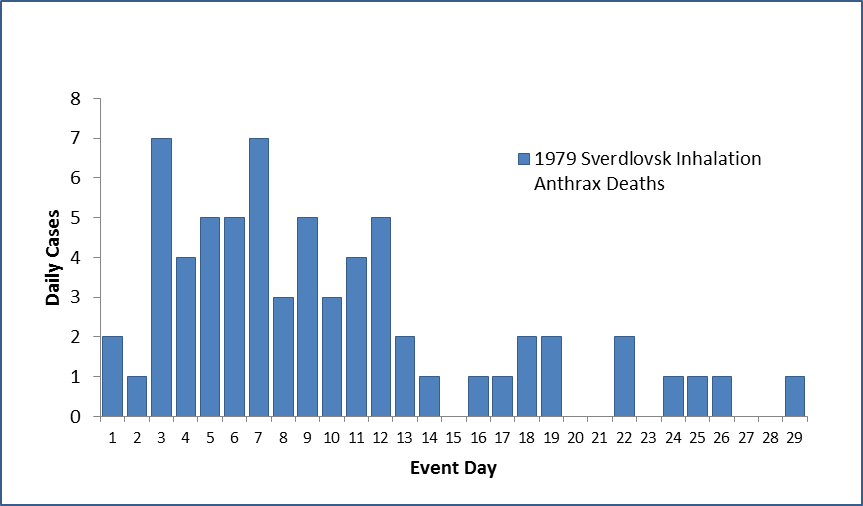 8
7
6
5
4
3
2
1
0
Daily Cases
1979 Sverdlovsk Inhalation
Anthrax Deaths
1 2 3 4 5 6 7 8 9 10 11 12 13 14 15 16 17 18 19 20 21 22 23 24 25 26 27 28 29
Event Day